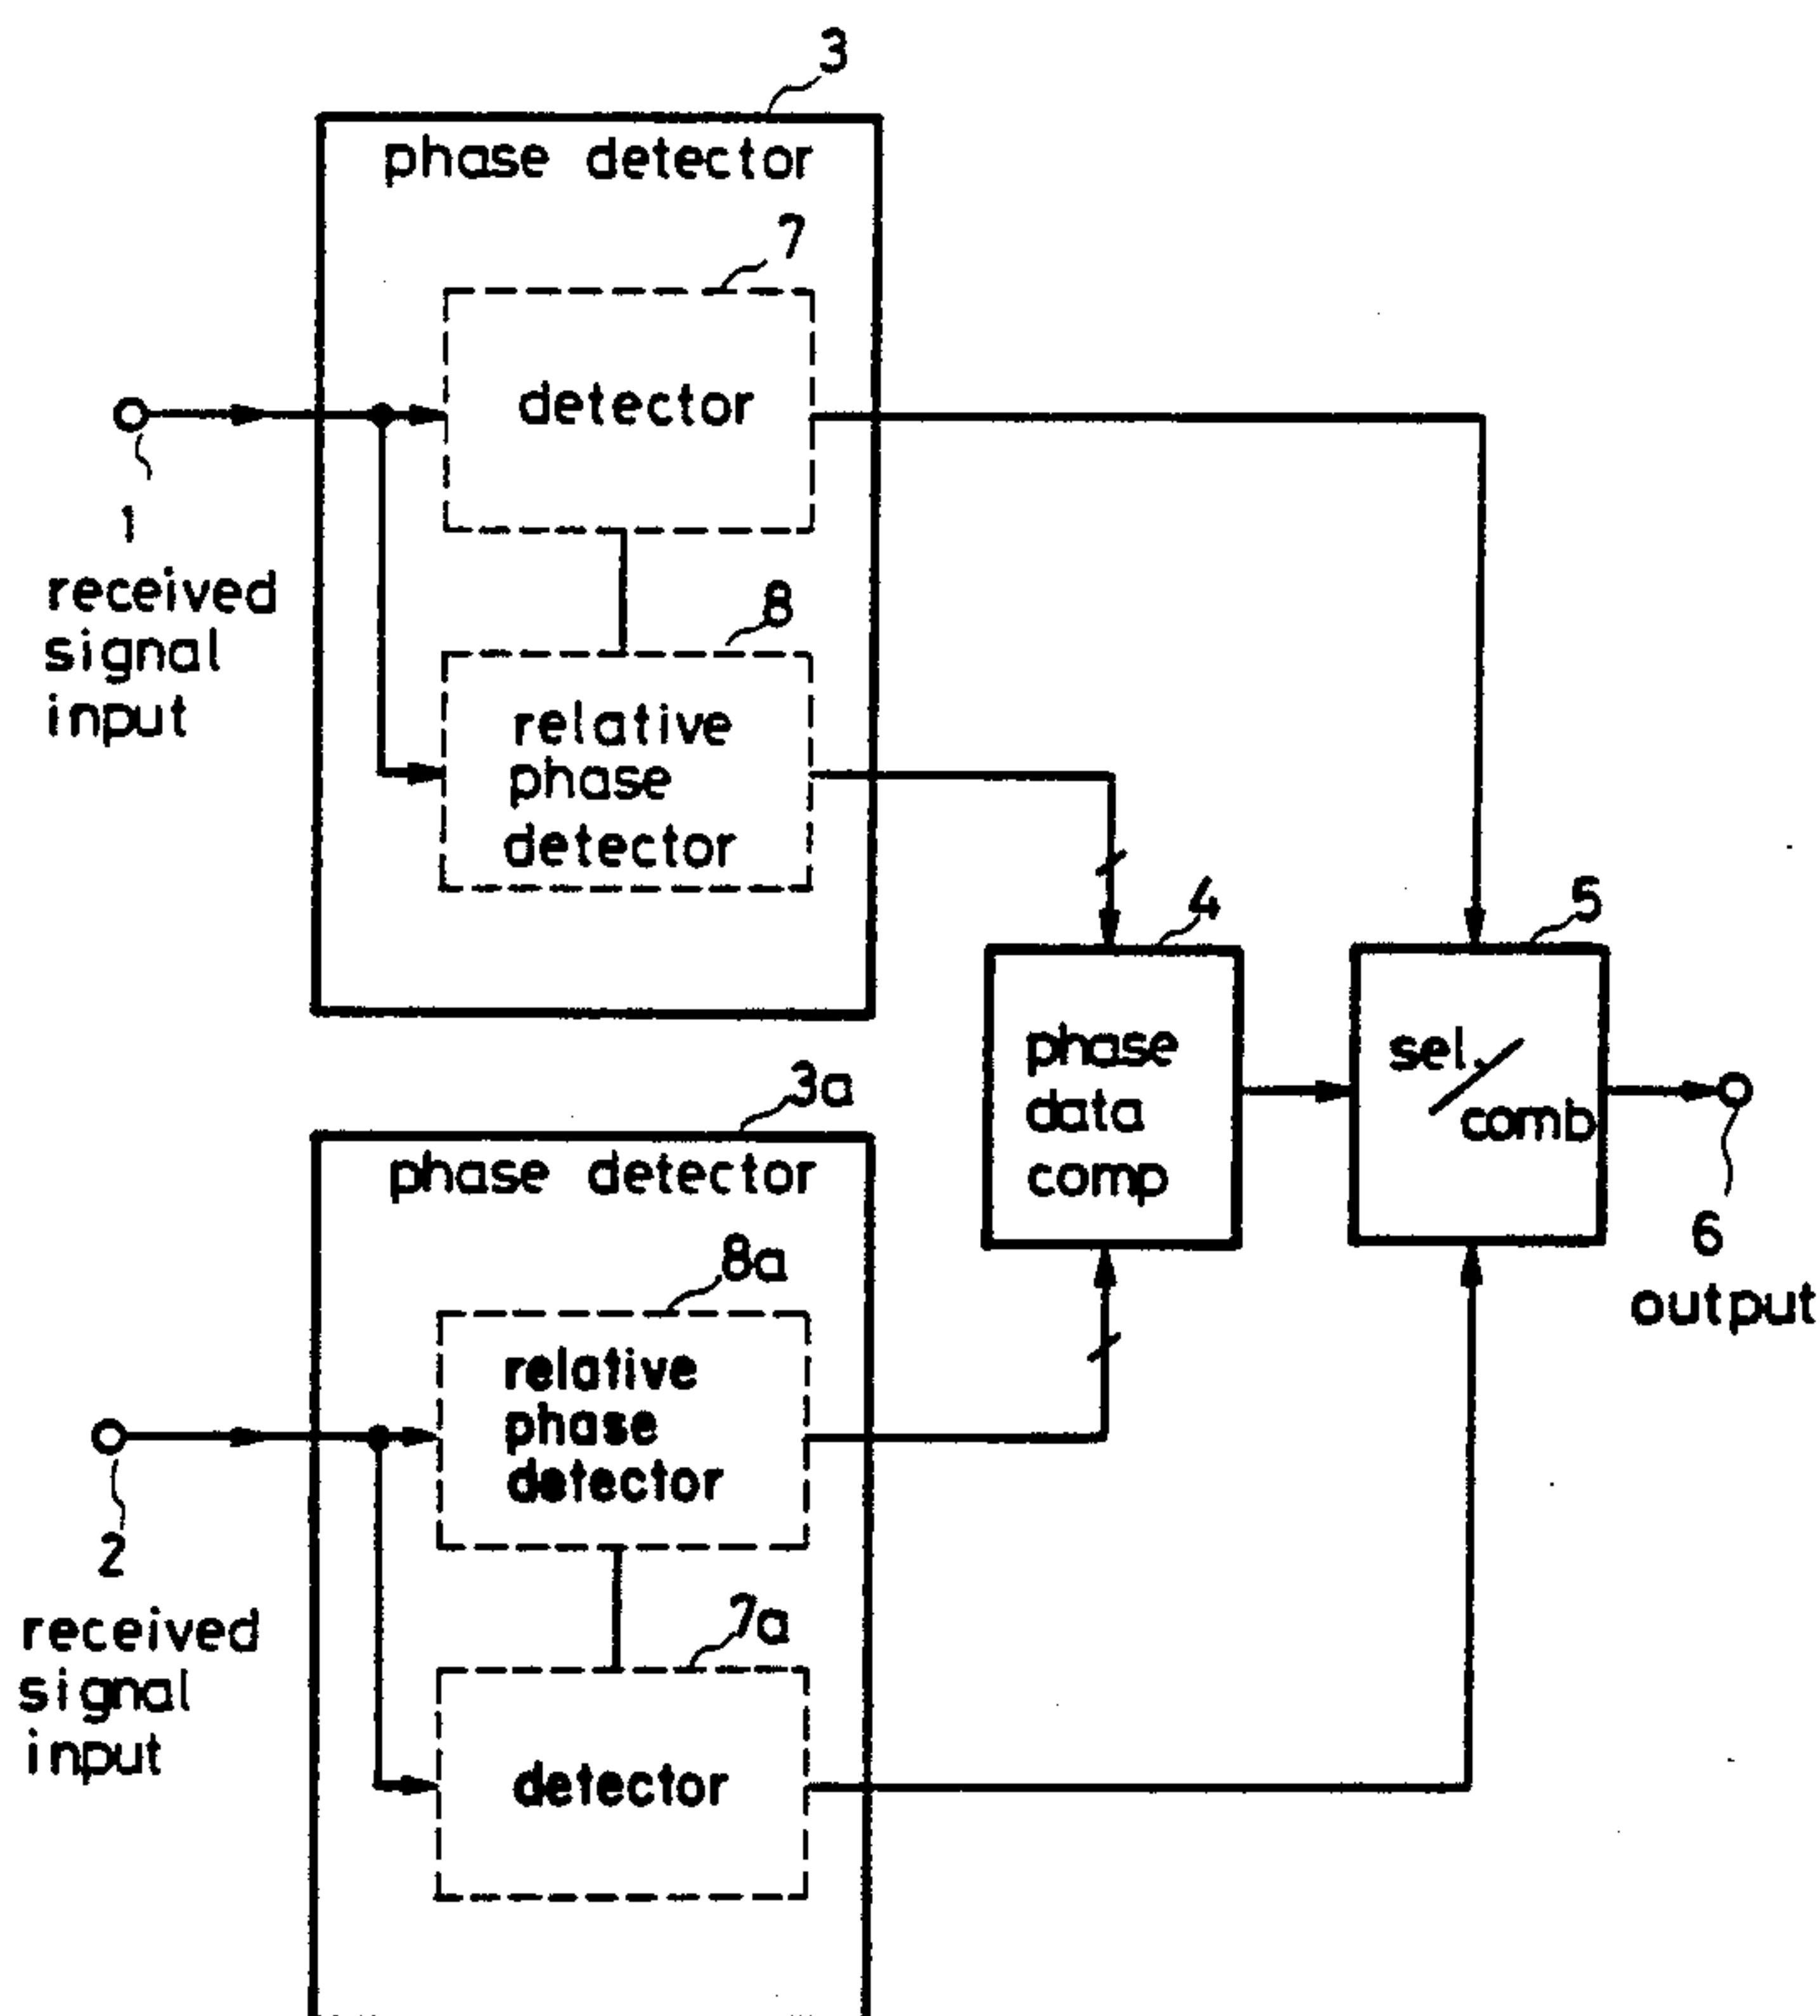 3
phase detector
7
detector
1
received
signal
input
8
relative
phase
detector
4
5
phase
data
comp
sel.
comb
6
output
3a
phase detector
8a
relative
phase
detector
2
received
signal
input
7a
detector